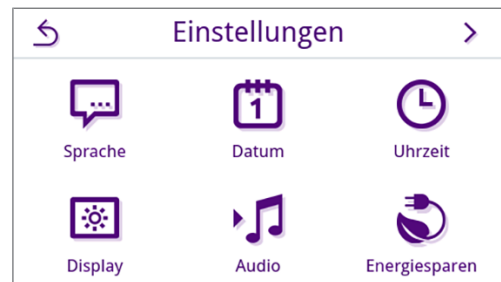 Einstellungen
...
1
Sprache Datum Uhrzeit
Display Audio Energiesparen